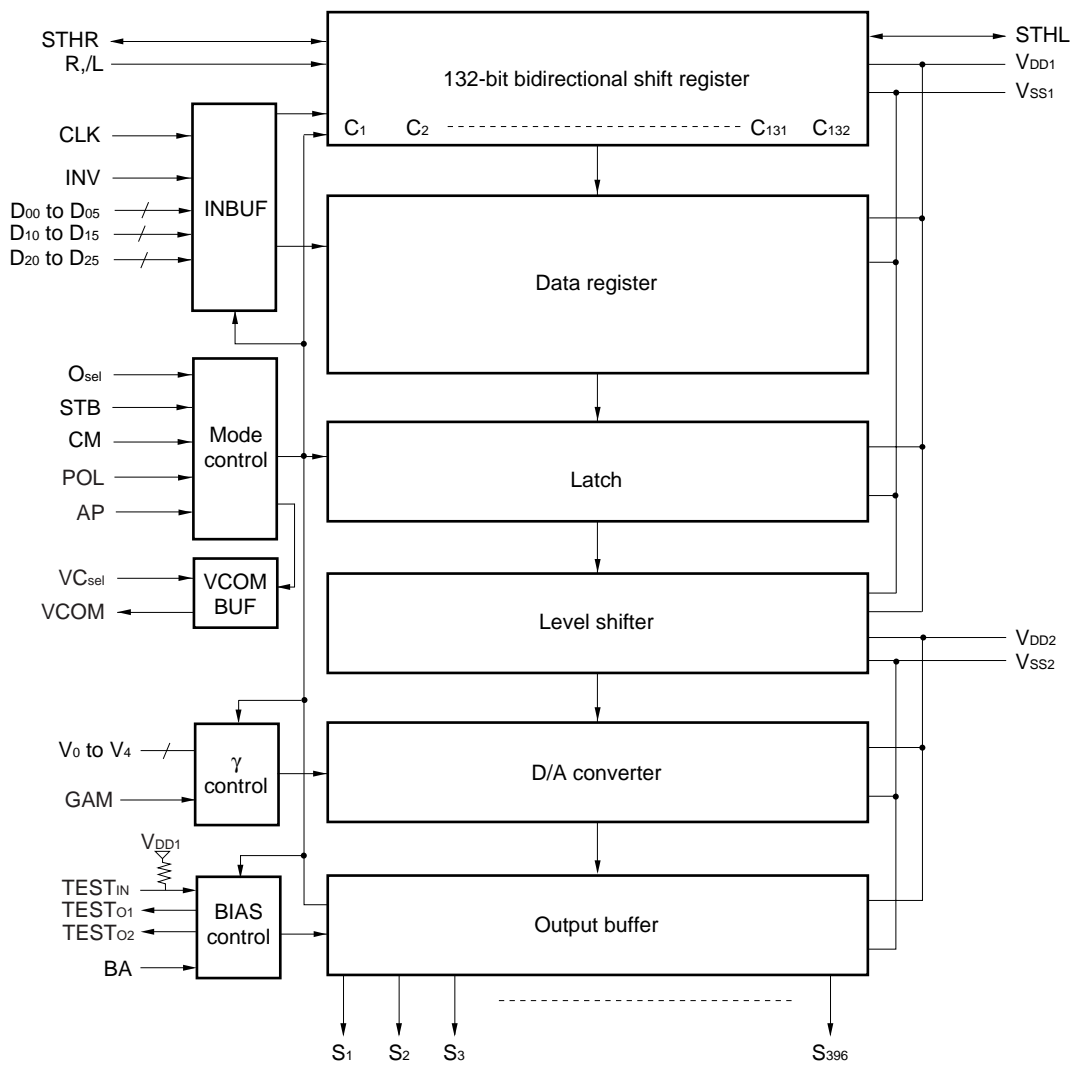 STHR
STHL
R,/L
132-bit bidirectional shift register
VDD1
VSS1
C1 C2 C131 C132
CLK
INV
D00 to D05
D10 to D15
D20 to D25
INBUF
Data register
Osel
STB
CM
POL
AP
Mode
control
Latch
VCsel
VCOM
VCOM
BUF
Level shifter
VDD2
VSS2
V0 to V4
GAM
γ
control
D/A converter
VDD1
TESTIN
TESTO1
TESTO2
BA
BIAS
control
Output buffer
S1 S2 S3 S396